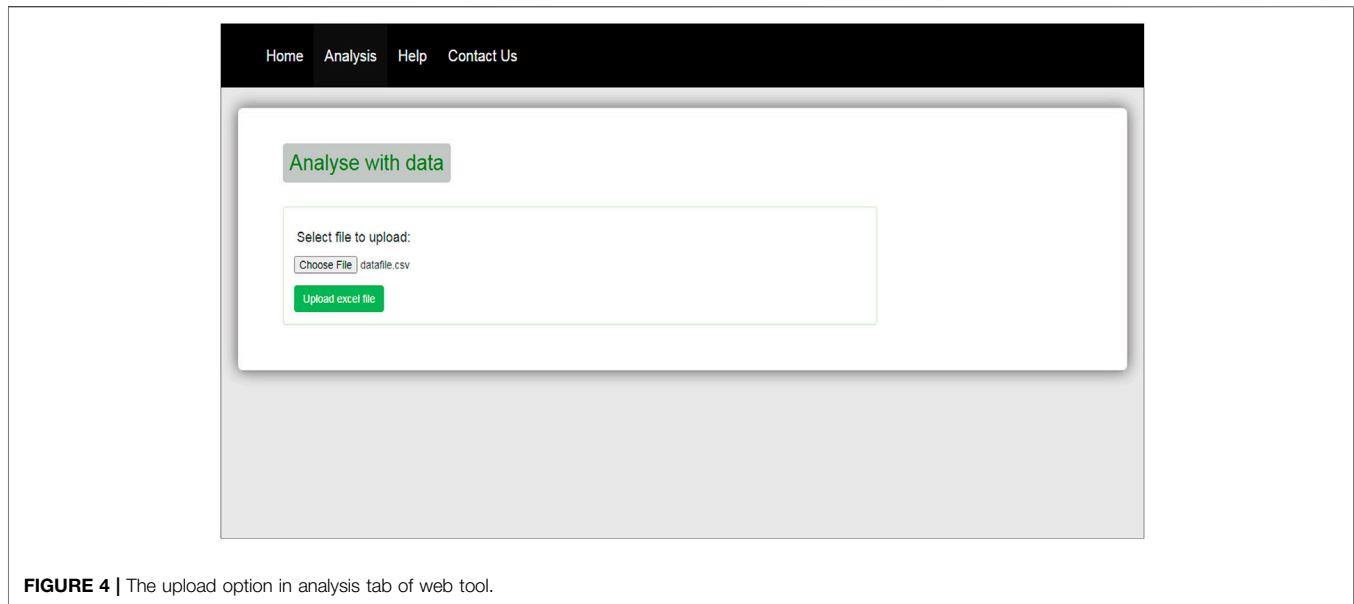 Home Analysis Help Contact Us
Analyse with data
Select file to upload:
Choose File datafile.csv
Upload excel file
FIGURE 4 | The upload option in analysis tab of web tool.